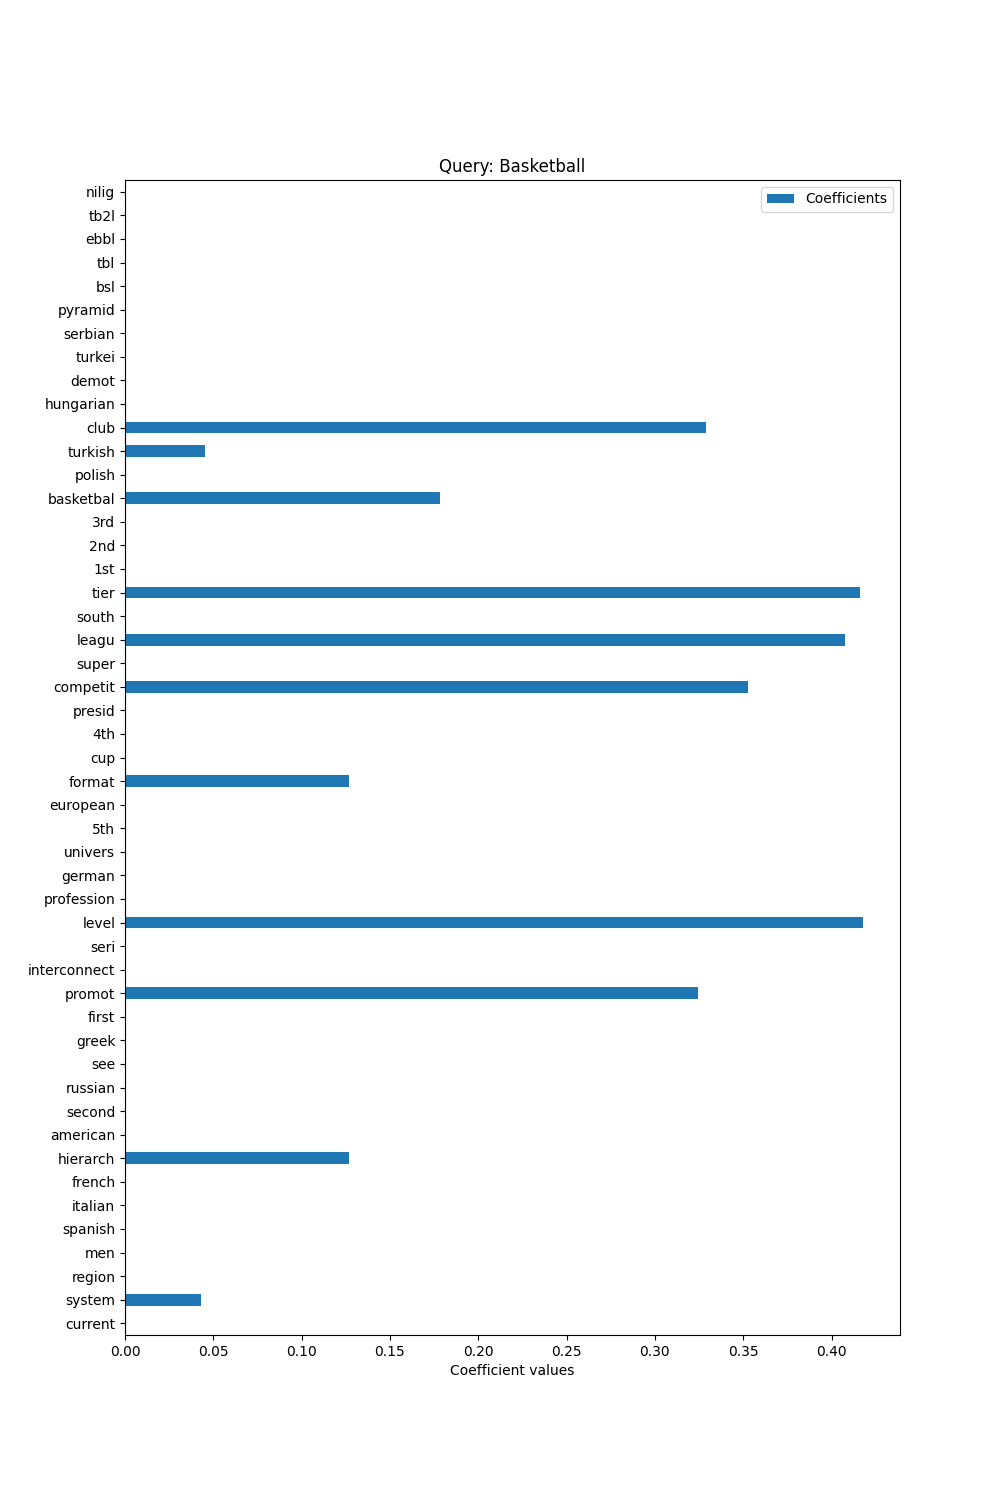 Query: Basketball
Coefficients
nilig
tb2l
ebbl
tbl
bsl
pyramid
serbian
turkei
demot
hungarian
club
turkish
polish
basketbal
3rd
2nd
1st
tier
south
leagu
super
competit
presid
4th
cup
format
european
5th
univers
german
profession
level
seri
interconnect
promot
first
greek
see
russian
second
american
hierarch
french
italian
spanish
men
region
system
current
0.00 0.05 0.10 0.15 0.20 0.25 0.30 0.35 0.40
Coefficient values